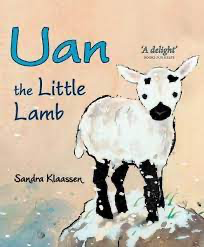 Uan
the Little
Lamb
'A delight'
Sandra Klaassen